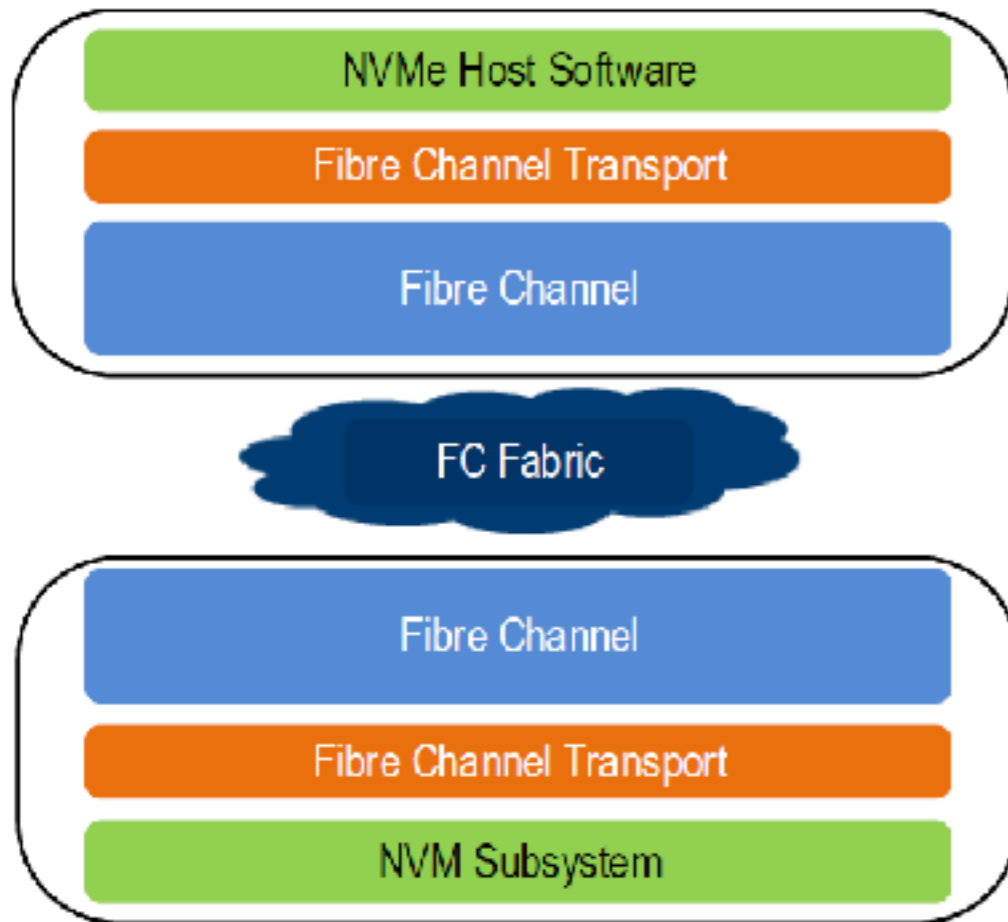 NVMe Host Software
Fibre Channel Transport
Fibre Channel
FC Fabric
Fibre Channel
Fibre Channel Transport
NVM Subsystem